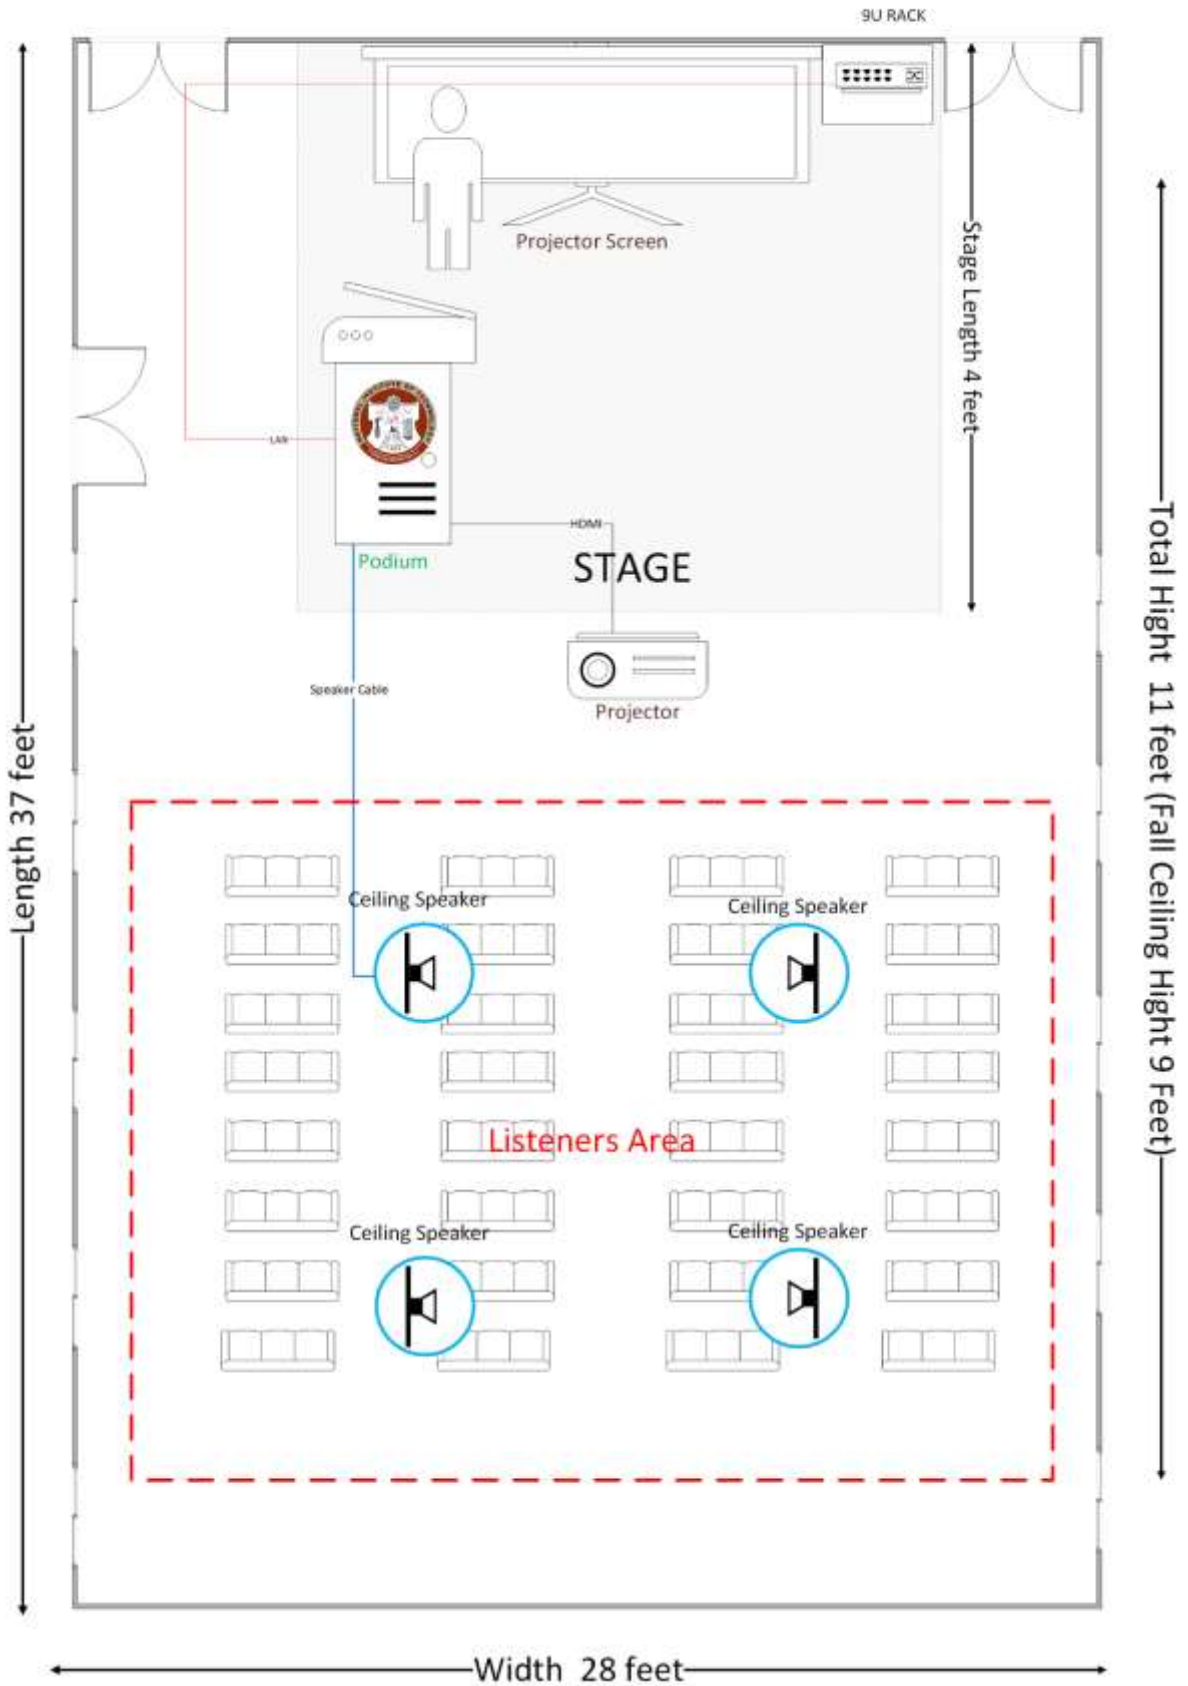 9U RACK
Projector Screen
Stage Length 4 feet
LAN
HDMI
Podium
STAGE
Speaker Cable
Projector
Length 37 feet
Total Hight 11 feet (Fall Ceiling Hight 9 Feet)
Ceiling Speaker
Ceiling Speaker
Listeners Area
Ceiling Speaker
Ceiling Speaker
Width 28 feet